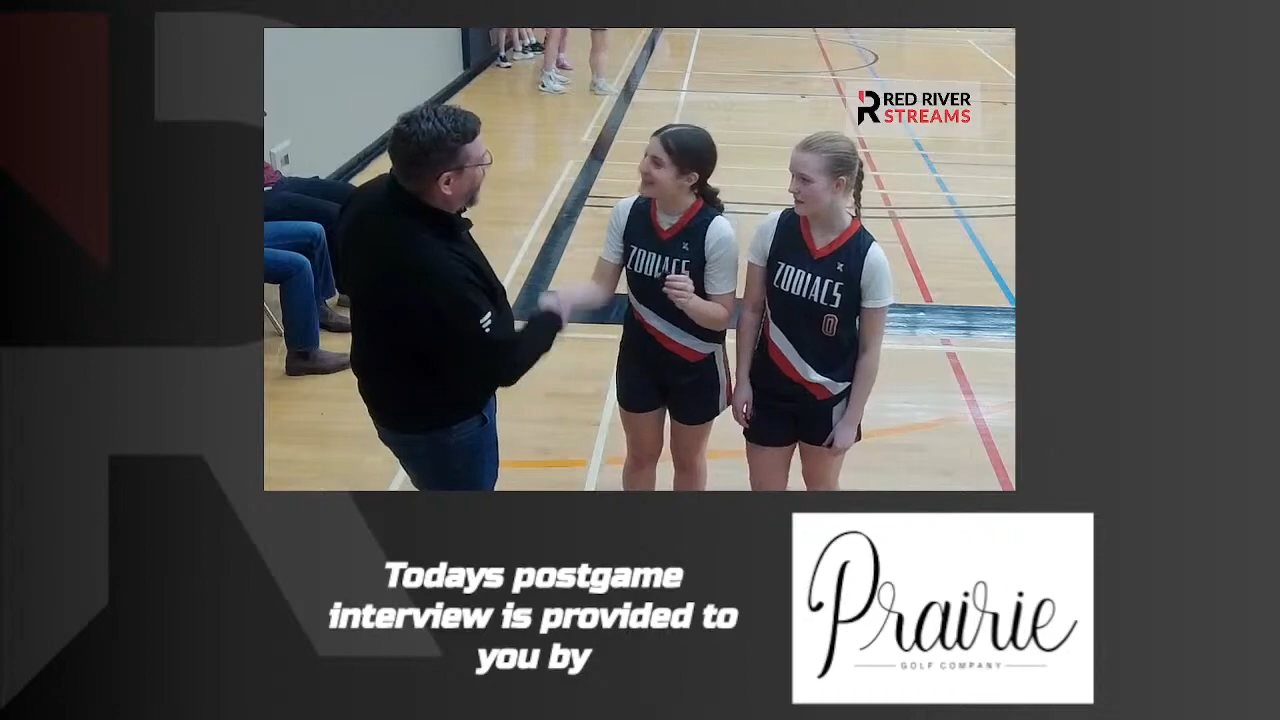 RED RIVER
STREAMS
ZODIACS
ZODIACS
0
Todays postgame
interview is provided to
you by
Prairie
GOLF COMPANY